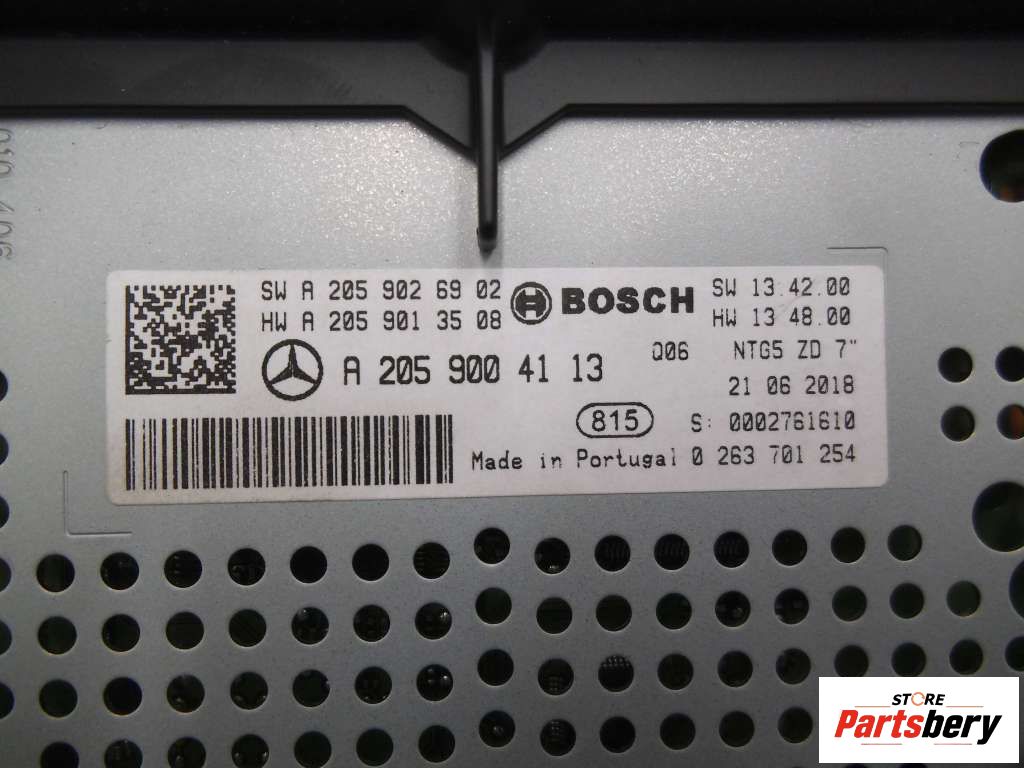 SW A 205 902 69 02
HW A 205 901 35 08
BOSCH
SW 13.42.00
HW 13 48.00
A 205 900 41 13
Q06
NTG5 ZD 7"
21 06 2018
815
S: 0002761610
Made in Portugal 0 263 701 254
STORE
Partsbery